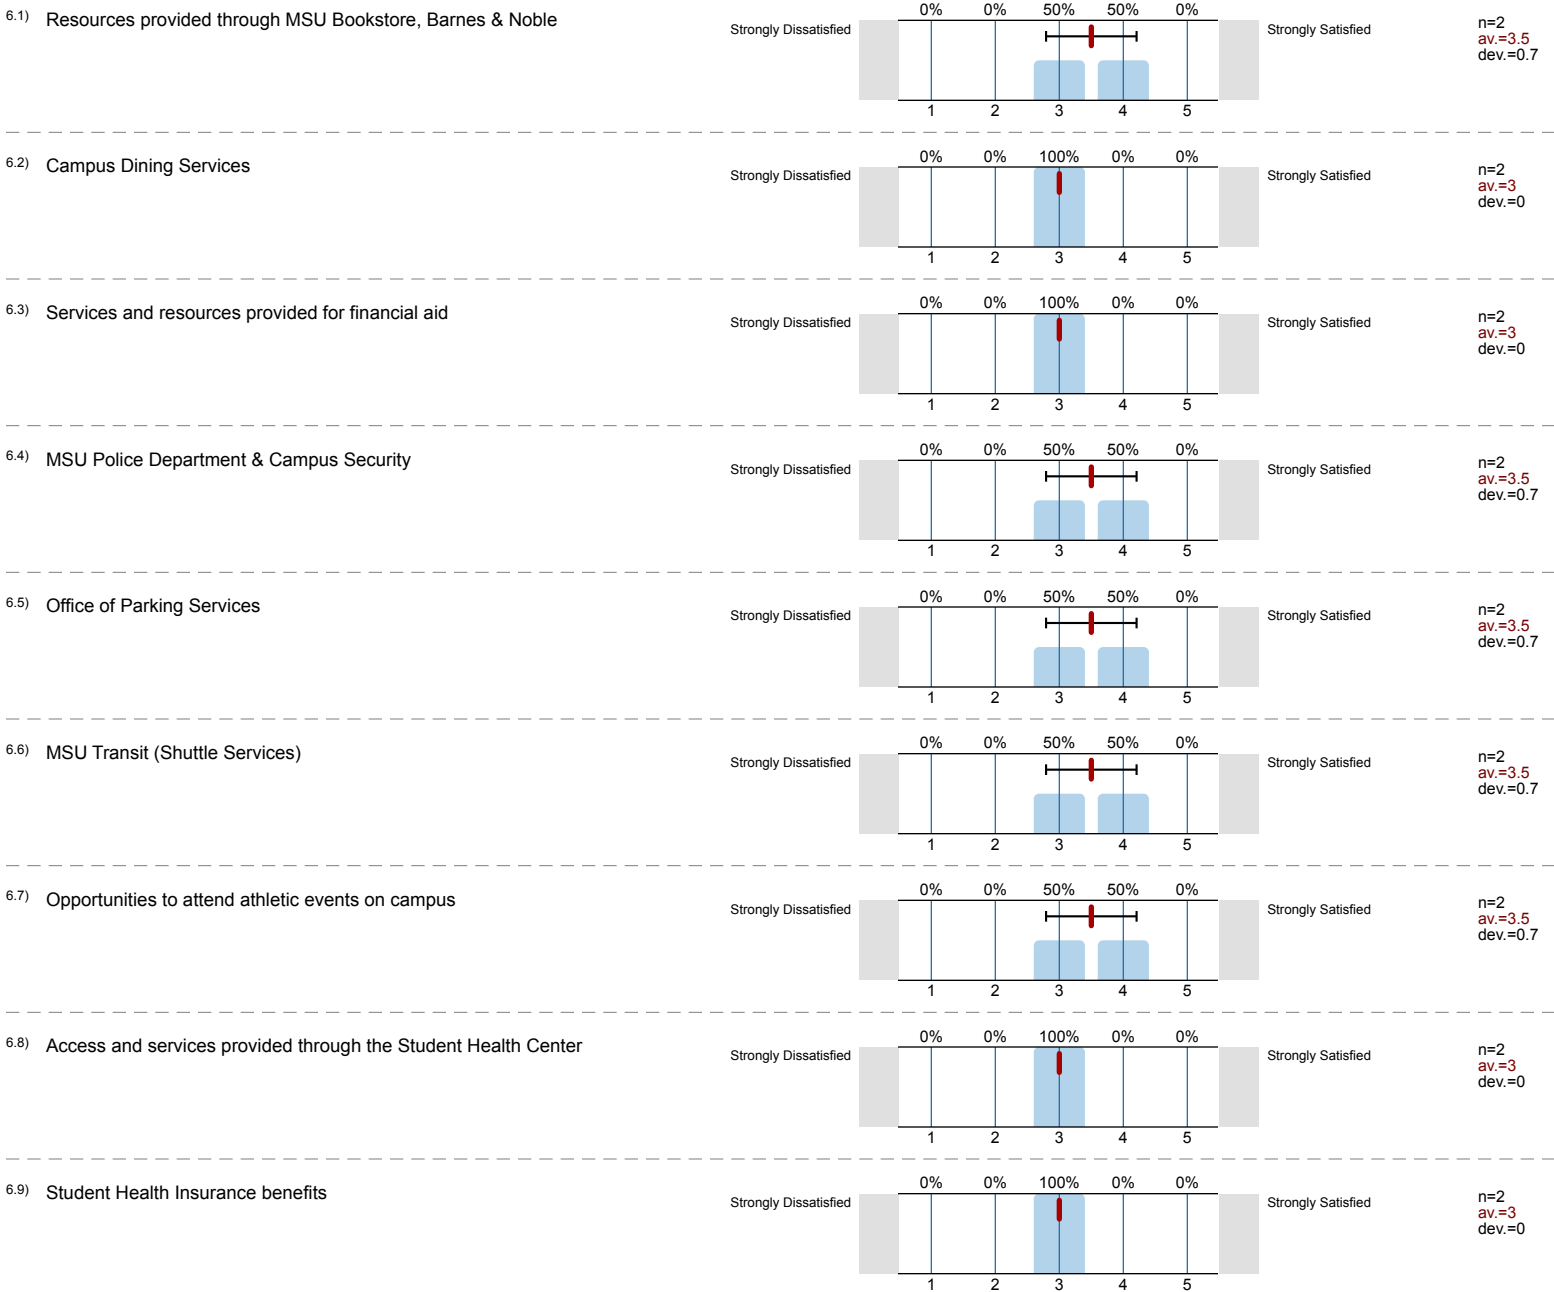 6.1) Resources provided through MSU Bookstore, Barnes & Noble
0% 0% 50% 50% 0%
Strongly Dissatisfied Strongly Satisfied
n=2
av.=3.5
dev.=0.7
1 2 3 4 5
6.2) Campus Dining Services
0% 0% 100% 0% 0%
Strongly Dissatisfied Strongly Satisfied
n=2
av.=3
dev.=0
1 2 3 4 5
6.3) Services and resources provided for financial aid
0% 0% 100% 0% 0%
Strongly Dissatisfied Strongly Satisfied
n=2
av.=3
dev.=0
1 2 3 4 5
6.4) MSU Police Department & Campus Security
0% 0% 50% 50% 0%
Strongly Dissatisfied Strongly Satisfied
n=2
av.=3.5
dev.=0.7
1 2 3 4 5
6.5) Office of Parking Services
0% 0% 50% 50% 0%
Strongly Dissatisfied Strongly Satisfied
n=2
av.=3.5
dev.=0.7
1 2 3 4 5
6.6) MSU Transit (Shuttle Services)
0% 0% 50% 50% 0%
Strongly Dissatisfied Strongly Satisfied
n=2
av.=3.5
dev.=0.7
1 2 3 4 5
6.7) Opportunities to attend athletic events on campus
0% 0% 50% 50% 0%
Strongly Dissatisfied Strongly Satisfied
n=2
av.=3.5
dev.=0.7
1 2 3 4 5
6.8) Access and services provided through the Student Health Center
0% 0% 100% 0% 0%
Strongly Dissatisfied Strongly Satisfied
n=2
av.=3
dev.=0
1 2 3 4 5
6.9) Student Health Insurance benefits
0% 0% 100% 0% 0%
Strongly Dissatisfied Strongly Satisfied
n=2
av.=3
dev.=0
1 2 3 4 5